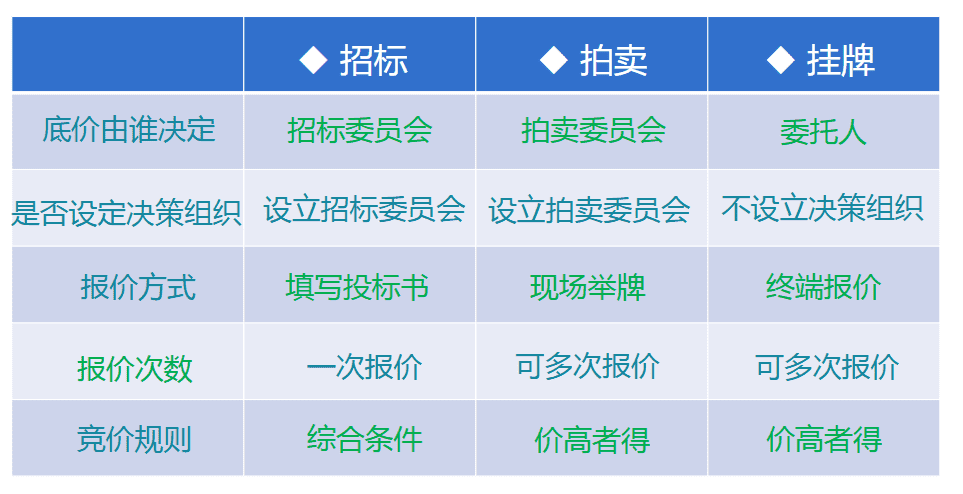 ◆ 招标 ◆ 拍卖 ◆ 挂牌
底价由谁决定 招标委员会 拍卖委员会 委托人
是否设定决策组织 设立招标委员会 设立拍卖委员会 不设立决策组织
报价方式 填写投标书 现场举牌 终端报价
报价次数 一次报价 可多次报价 可多次报价
竞价规则 综合条件 价高者得 价高者得